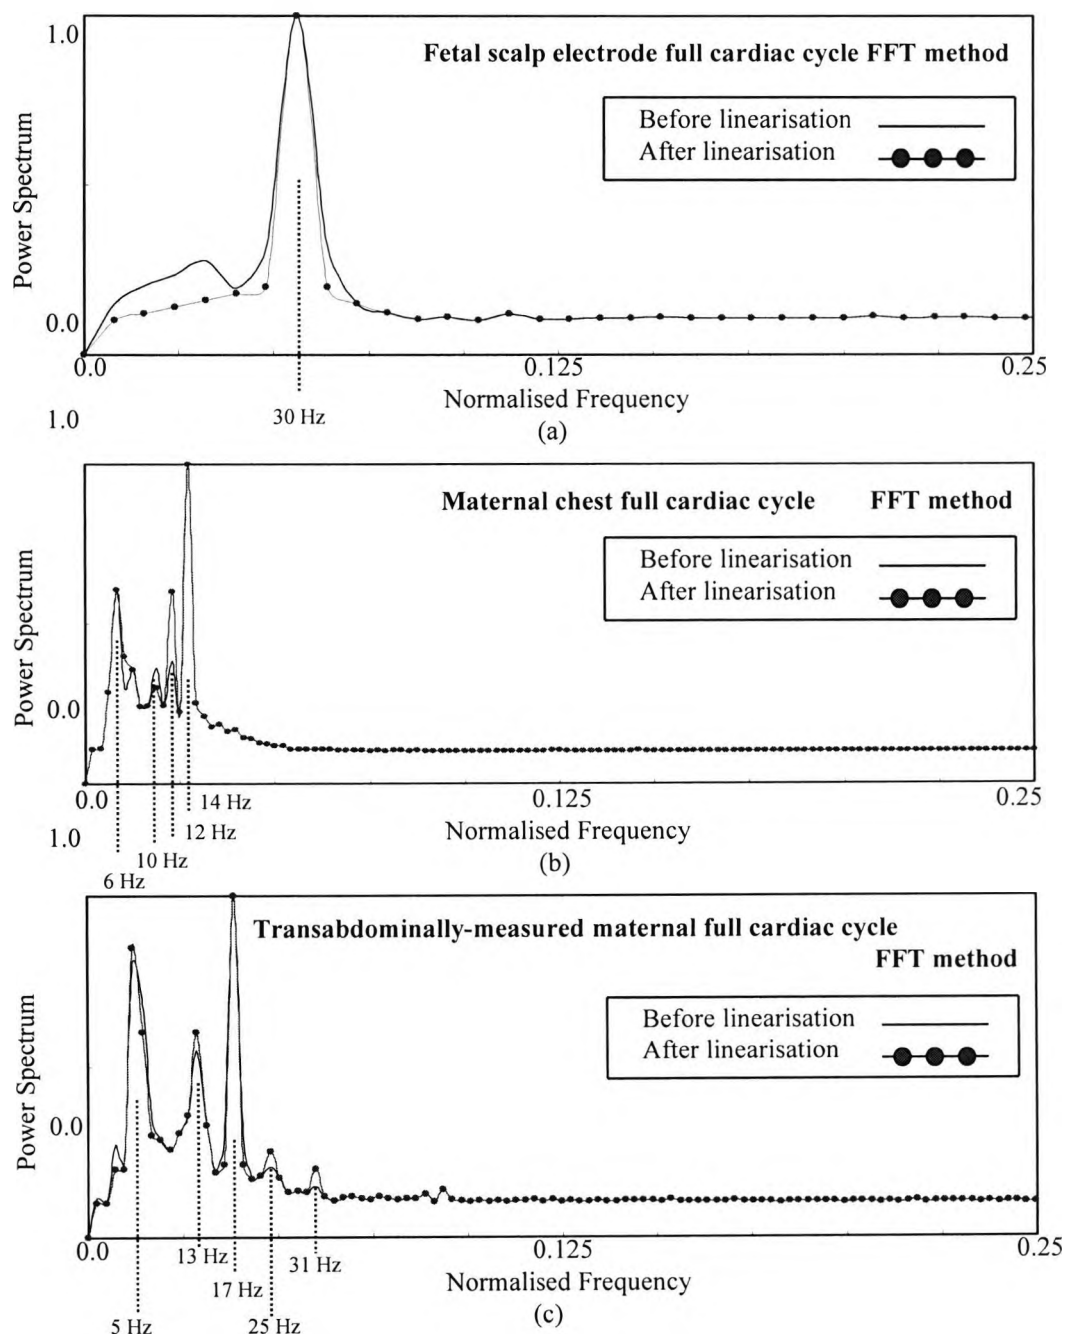 1.0
Fetal scalp electrode full cardiac cycle FFT method
Before linearisation
After linearisation
Power Spectrum
0.0
0.0 0.125 0.25
Normalised Frequency
30 Hz
(a)
1.0
Maternal chest full cardiac cycle FFT method
Before linearisation
After linearisation
Power Spectrum
0.0
0.0 0.125 0.25
14 Hz
Normalised Frequency
12 Hz
10 Hz
(b)
6 Hz
1.0
Transabdominally-measured maternal full cardiac cycle
FFT method
Before linearisation
After linearisation
Power Spectrum
0.0
0.0 0.125 0.25
13 Hz
31 Hz
Normalised Frequency
17 Hz
(c)
5 Hz
25 Hz